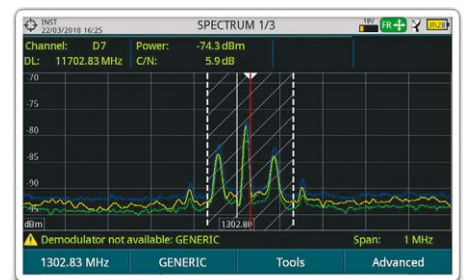 INST
22/03/2018 16:25
SPECTRUM 1/3
18V
FR
3h28'
Channel: D7 Power: -74.3 dBm
DL: 11702.83 MHz C/N: 5.9 dB
-70
-75
-80
-85
-90
-95
dBm
1302.80
Demodulator not available: GENERIC Span: 1 MHz
1302.83 MHz GENERIC Tools Advanced